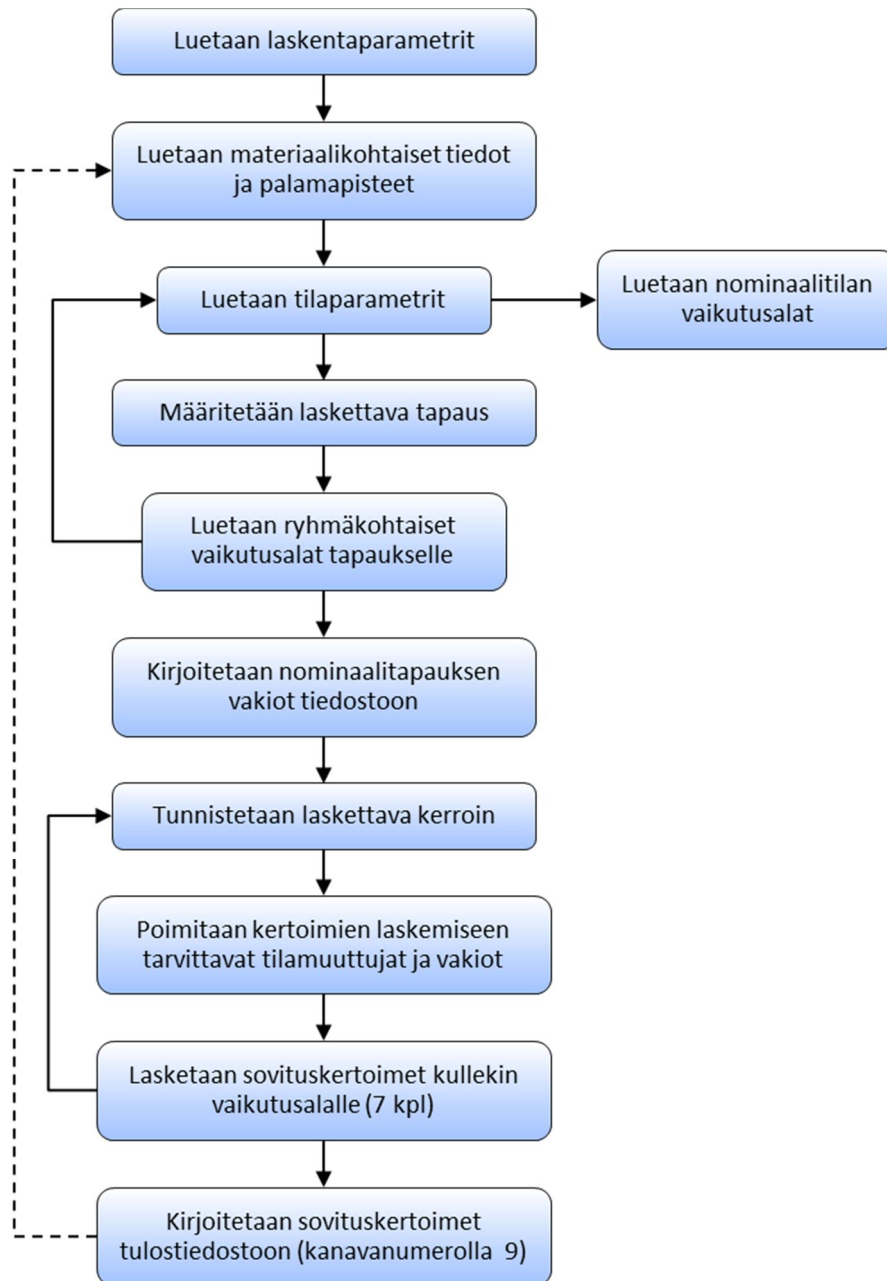 Luetaan laskentaparametrit
Luetaan materiaalikohtaiset tiedot
ja palamapisteet
Luetaan tilaparametrit
Luetaan nominaalitilan
vaikutusalat
Määritetään laskettava tapaus
Luetaan ryhmäkohtaiset
vaikutusalat tapaukselle
Kirjoitetaan nominaalitapauksen
vakiot tiedostoon
Tunnistetaan laskettava kerroin
Poimitaan kertoimien laskemiseen
tarvittavat tilamuuttujat ja vakiot
Lasketaan sovituskertoimet kullekin
vaikutusalalle (7 kpl)
Kirjoitetaan sovituskertoimet
tulostiedostoon (kanavanumerolla 9)